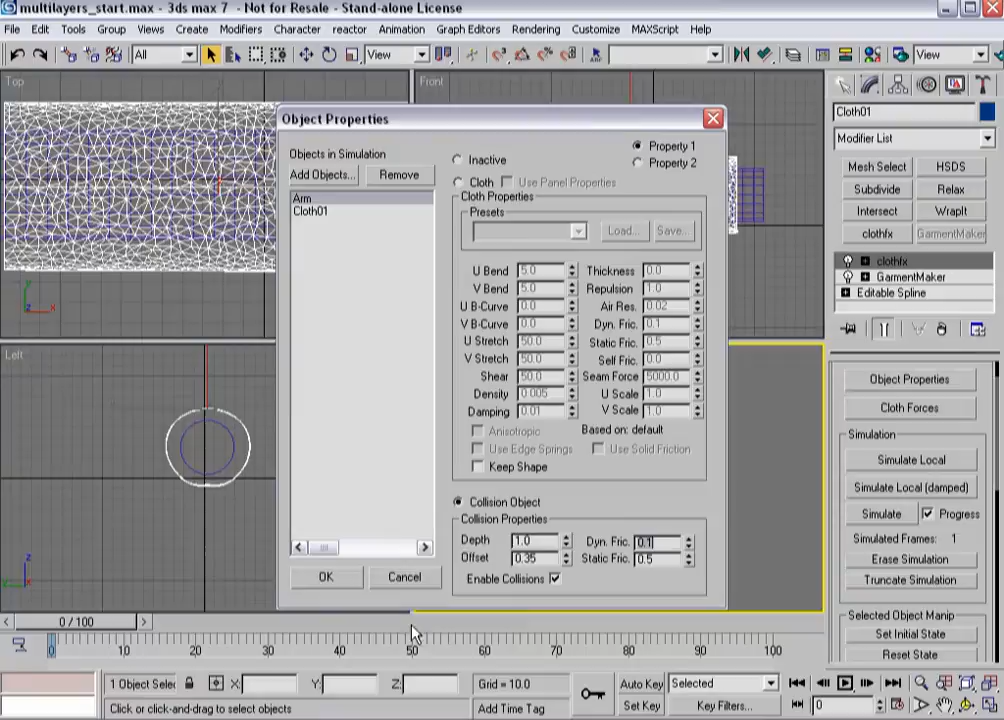 multilayers_start.max - 3ds max 7 - Not for Resale - Stand-alone License
File Edit Tools Group Views Create Modifiers Character reactor Animation Graph Editors Rendering Customize MAXScript Help
All View View
Top Front
Cloth01
Modifier List
Mesh Select HSDS
Subdivide Relax
Intersect WrapIt
clothfx GarmentMaker
clothfx
GarmentMaker
Editable Spline
Object Properties
Objects in Simulation
Add Objects... Remove
Arm
Cloth01
OK Cancel
Inactive
Property 1
Property 2
Cloth Use Panel Properties
Cloth Properties
Presets
Load... Save...
U Bend 5.0 Thickness 0.0
V Bend 5.0 Repulsion 1.0
U B-Curve 0.0 Air Res. 0.02
V B-Curve 0.0 Dyn. Fric. 0.1
U Stretch 50.0 Static Fric. 0.5
V Stretch 50.0 Self Fric. 0.0
Shear 50.0 Seam Force 5000.0
Density 0.005 U Scale 1.0
Damping 0.01 V Scale 1.0
Anisotropic Based on: default
Use Edge Springs Use Solid Friction
Keep Shape
Collision Object
Collision Properties
Depth 1.0 Dyn. Fric. 0.1
Offset 0.35 Static Fric. 0.5
Enable Collisions
Left
Object Properties
Cloth Forces
Simulation
Simulate Local
Simulate Local (damped)
Simulate Progress
Simulated Frames: 1
Erase Simulation
Truncate Simulation
Selected Object Manip
Set Initial State
Reset State
0 / 100
0 10 20 30 40 50 60 70 80 90 100
1 Object Selec X: Y: Z: Grid = 10.0 Auto Key Selected
Click or click-and-drag to select objects Add Time Tag Set Key Key Filters... 0